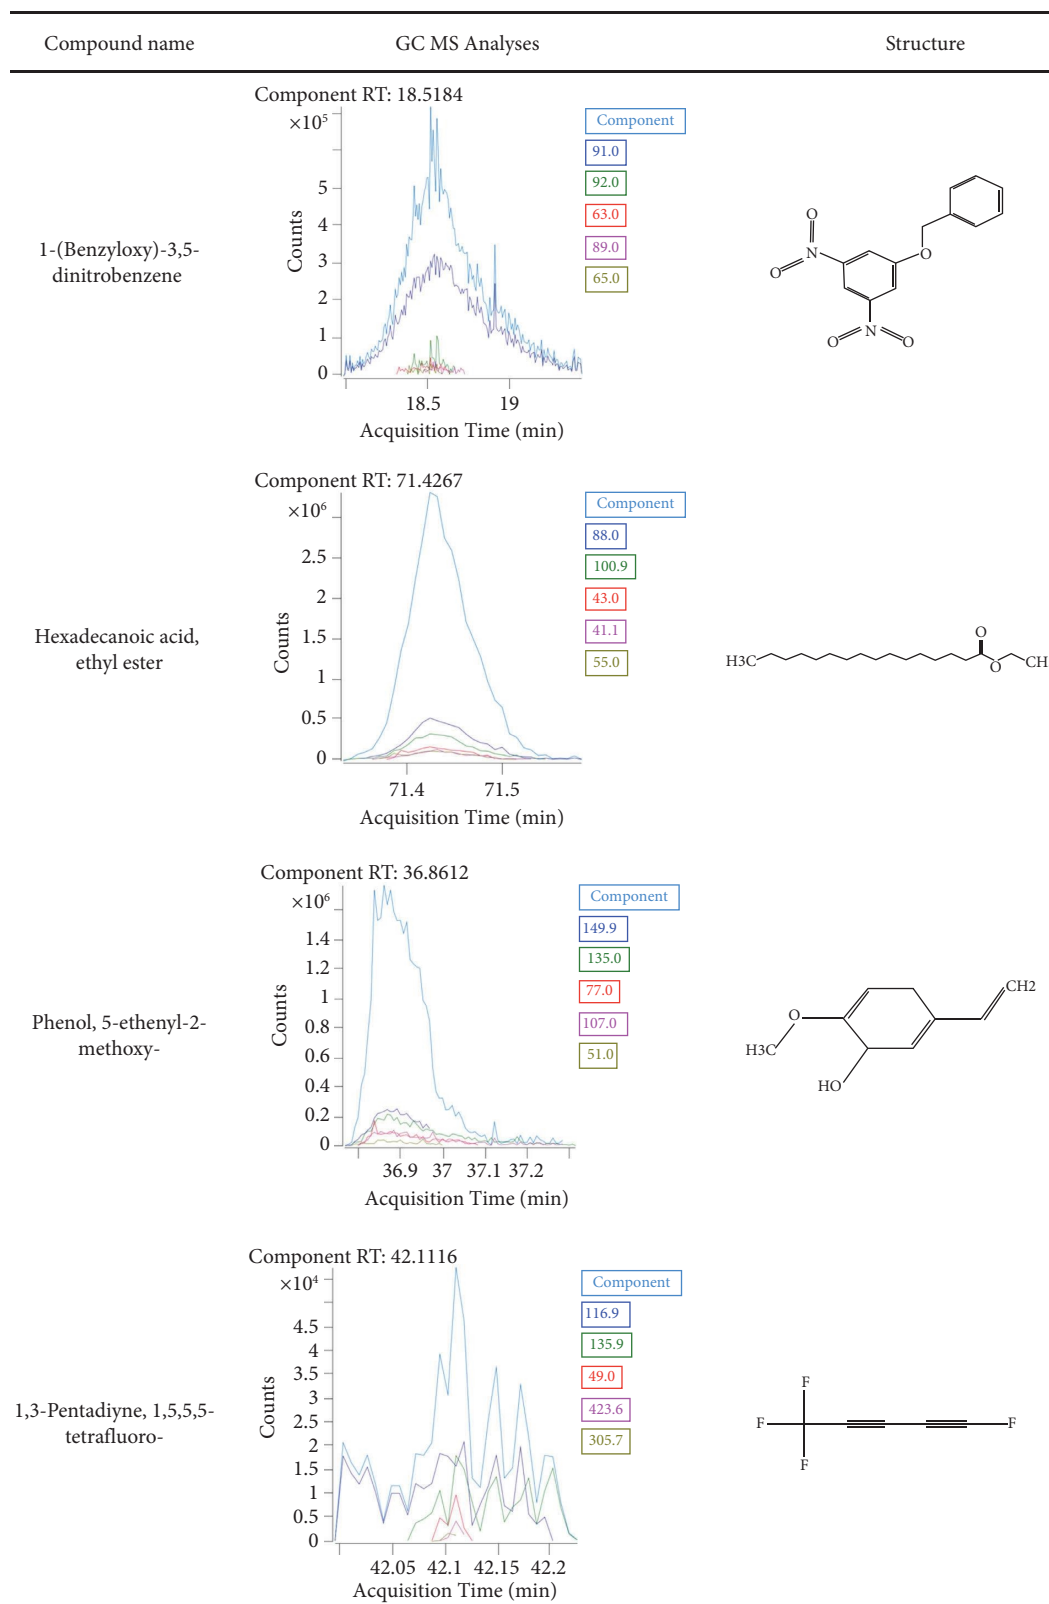 Compound name GC MS Analyses Structure
Component RT: 18.5184
×10⁵
5
4
3
2
1
0
Counts
18.5 19
Acquisition Time (min)
Component
91.0
92.0
63.0
89.0
65.0
1-(Benzyloxy)-3,5-
dinitrobenzene
O
N
O
O
N
O
O
Component RT: 71.4267
×10⁶
2.5
2
1.5
1
0.5
0
Counts
71.4 71.5
Acquisition Time (min)
Component
88.0
100.9
43.0
41.1
55.0
Hexadecanoic acid,
ethyl ester
O
H3C O CH
Component RT: 36.8612
×10⁶
1.4
1.2
1
0.8
0.6
0.4
0.2
0
Counts
36.9 37 37.1 37.2
Acquisition Time (min)
Component
149.9
135.0
77.0
107.0
51.0
Phenol, 5-ethenyl-2-
methoxy-
CH2
O
H3C
HO
Component RT: 42.1116
×10⁴
4.5
4
3.5
3
2.5
2
1.5
1
0.5
0
Counts
42.05 42.1 42.15 42.2
Acquisition Time (min)
Component
116.9
135.9
49.0
423.6
305.7
1,3-Pentadiyne, 1,5,5,5-
tetrafluoro-
F
F F
F